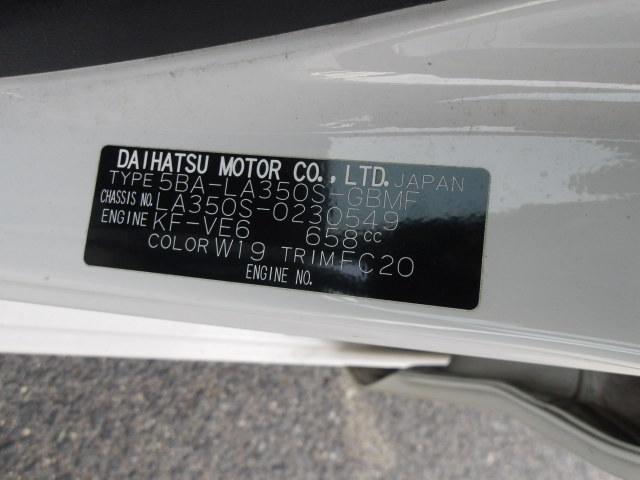 DAIHATSU MOTOR CO., LTD. JAPAN
TYPE 5BA-LA350S-GBMF
CHASSIS NO. LA350S-0230549
ENGINE KF-VE6 658cc
COLOR W19 TRIM FC20
ENGINE NO.